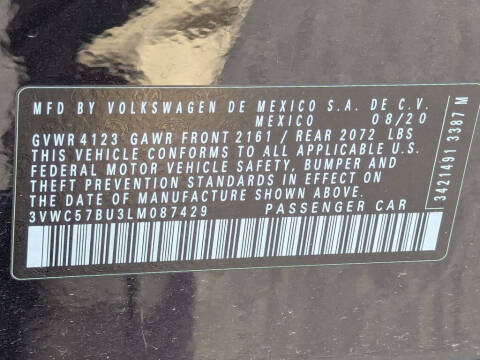 MFD BY VOLKSWAGEN DE MEXICO S.A. DE C.V.
MEXICO 08/20
GVWR 4123 GAWR FRONT 2161 / REAR 2072 LBS
THIS VEHICLE CONFORMS TO ALL APPLICABLE U.S.
FEDERAL MOTOR VEHICLE SAFETY, BUMPER AND
THEFT PREVENTION STANDARDS IN EFFECT ON
THE DATE OF MANUFACTURE SHOWN ABOVE.
3VWC57BU3LM087429 PASSENGER CAR
3421491 3387 M